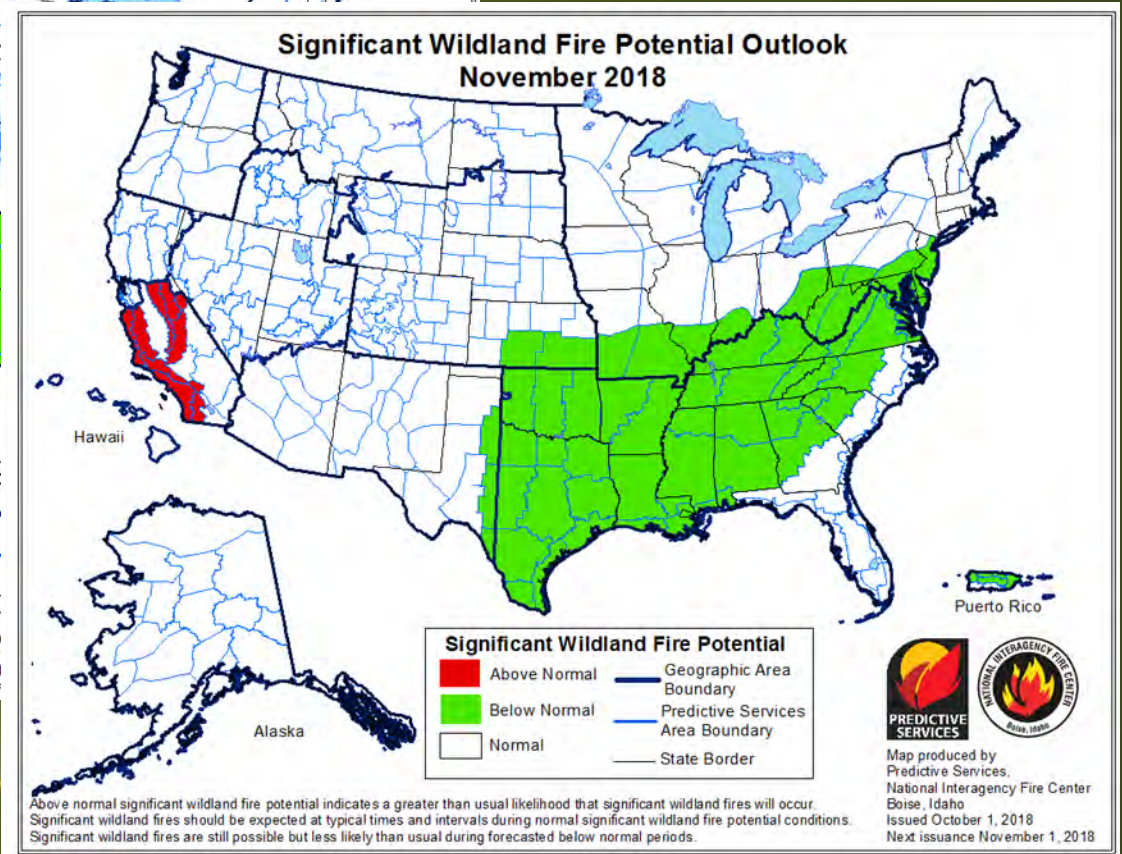 Significant Wildland Fire Potential Outlook
November 2018
Hawaii
Alaska
Puerto Rico
Significant Wildland Fire Potential
Above Normal
Below Normal
Normal
Geographic Area
Boundary
Predictive Services
Area Boundary
State Border
PREDICTIVE
SERVICES
NATIONAL INTERAGENCY FIRE CENTER
Boise, Idaho
Map produced by
Predictive Services,
National Interagency Fire Center
Boise, Idaho
Issued October 1, 2018
Next issuance November 1, 2018
Above normal significant wildland fire potential indicates a greater than usual likelihood that significant wildland fires will occur.
Significant wildland fires should be expected at typical times and intervals during normal significant wildland fire potential conditions.
Significant wildland fires are still possible but less likely than usual during forecasted below normal periods.